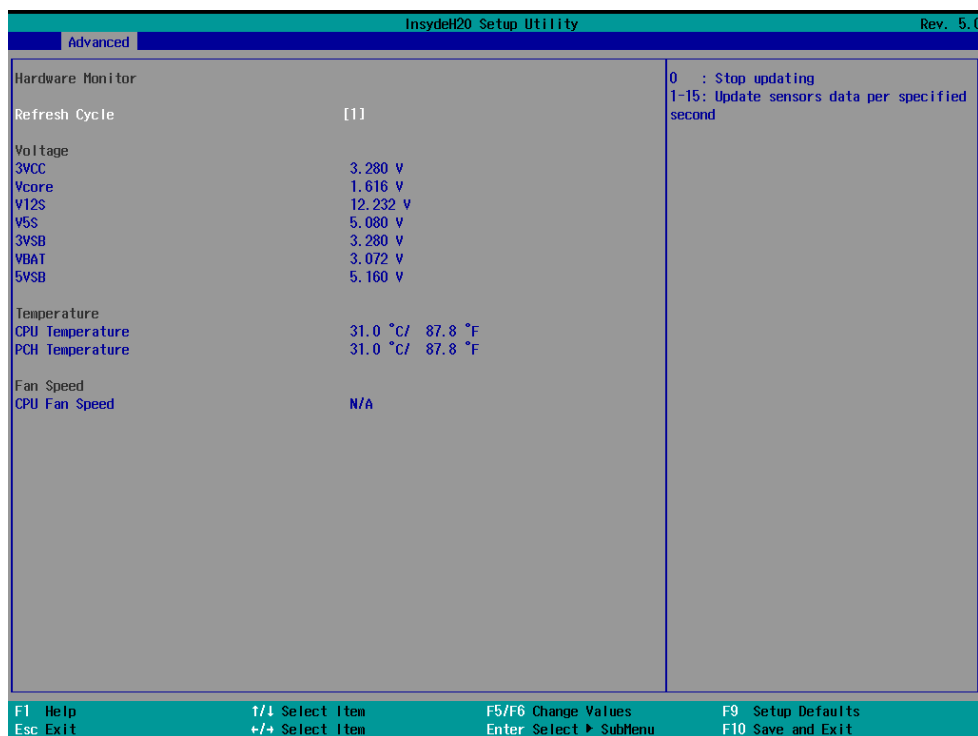 InsydeH20 Setup Utility Rev. 5.0
Advanced
Hardware Monitor
Refresh Cycle [1]
Voltage
3VCC 3.280 V
Vcore 1.616 V
V12S 12.232 V
V5S 5.080 V
3VSB 3.280 V
VBAT 3.072 V
5VSB 5.160 V
Temperature
CPU Temperature 31.0 °C/ 87.8 °F
PCH Temperature 31.0 °C/ 87.8 °F
Fan Speed
CPU Fan Speed N/A
0 : Stop updating
1-15: Update sensors data per specified
second
F1 Help ↑/↓ Select Item F5/F6 Change Values F9 Setup Defaults
Esc Exit ←/→ Select Item Enter Select ▶ SubMenu F10 Save and Exit